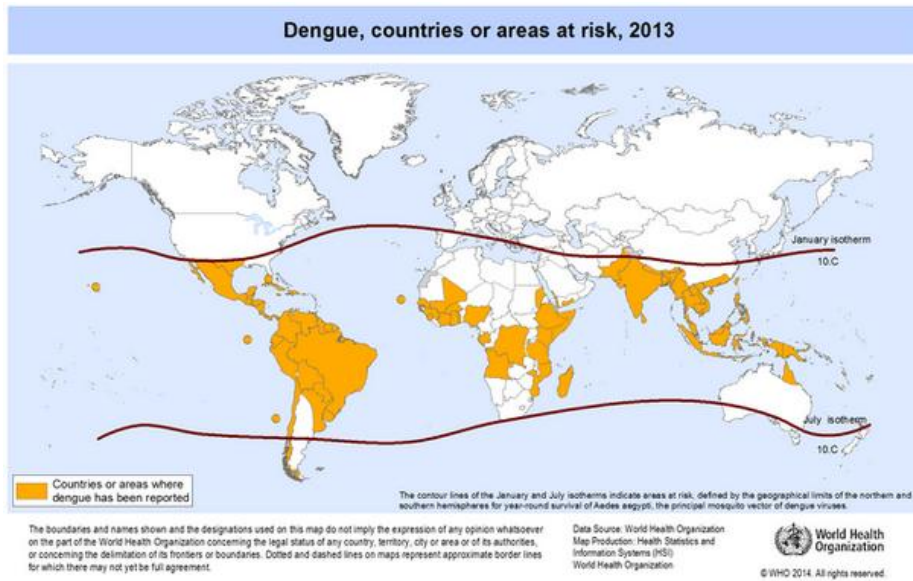 Dengue, countries or areas at risk, 2013
January isotherm
10.C
July isotherm
10.C
Countries or areas where
dengue has been reported
The contour lines of the January and July isotherms indicate areas at risk, defined by the geographical limits of the northern and
southern hemispheres for year-round survival of Aedes aegypti, the principal mosquito vector of dengue viruses.
The boundaries and names shown and the designations used on this map do not imply the expression of any opinion whatsoever
on the part of the World Health Organization concerning the legal status of any country, territory, city or area or of its authorities,
or concerning the delimitation of its frontiers or boundaries. Dotted and dashed lines on maps represent approximate border lines
for which there may not yet be full agreement.
Data Source: World Health Organization
Map Production: Health Statistics and
Information Systems (HSI)
World Health Organization
World Health
Organization
© WHO 2014. All rights reserved.